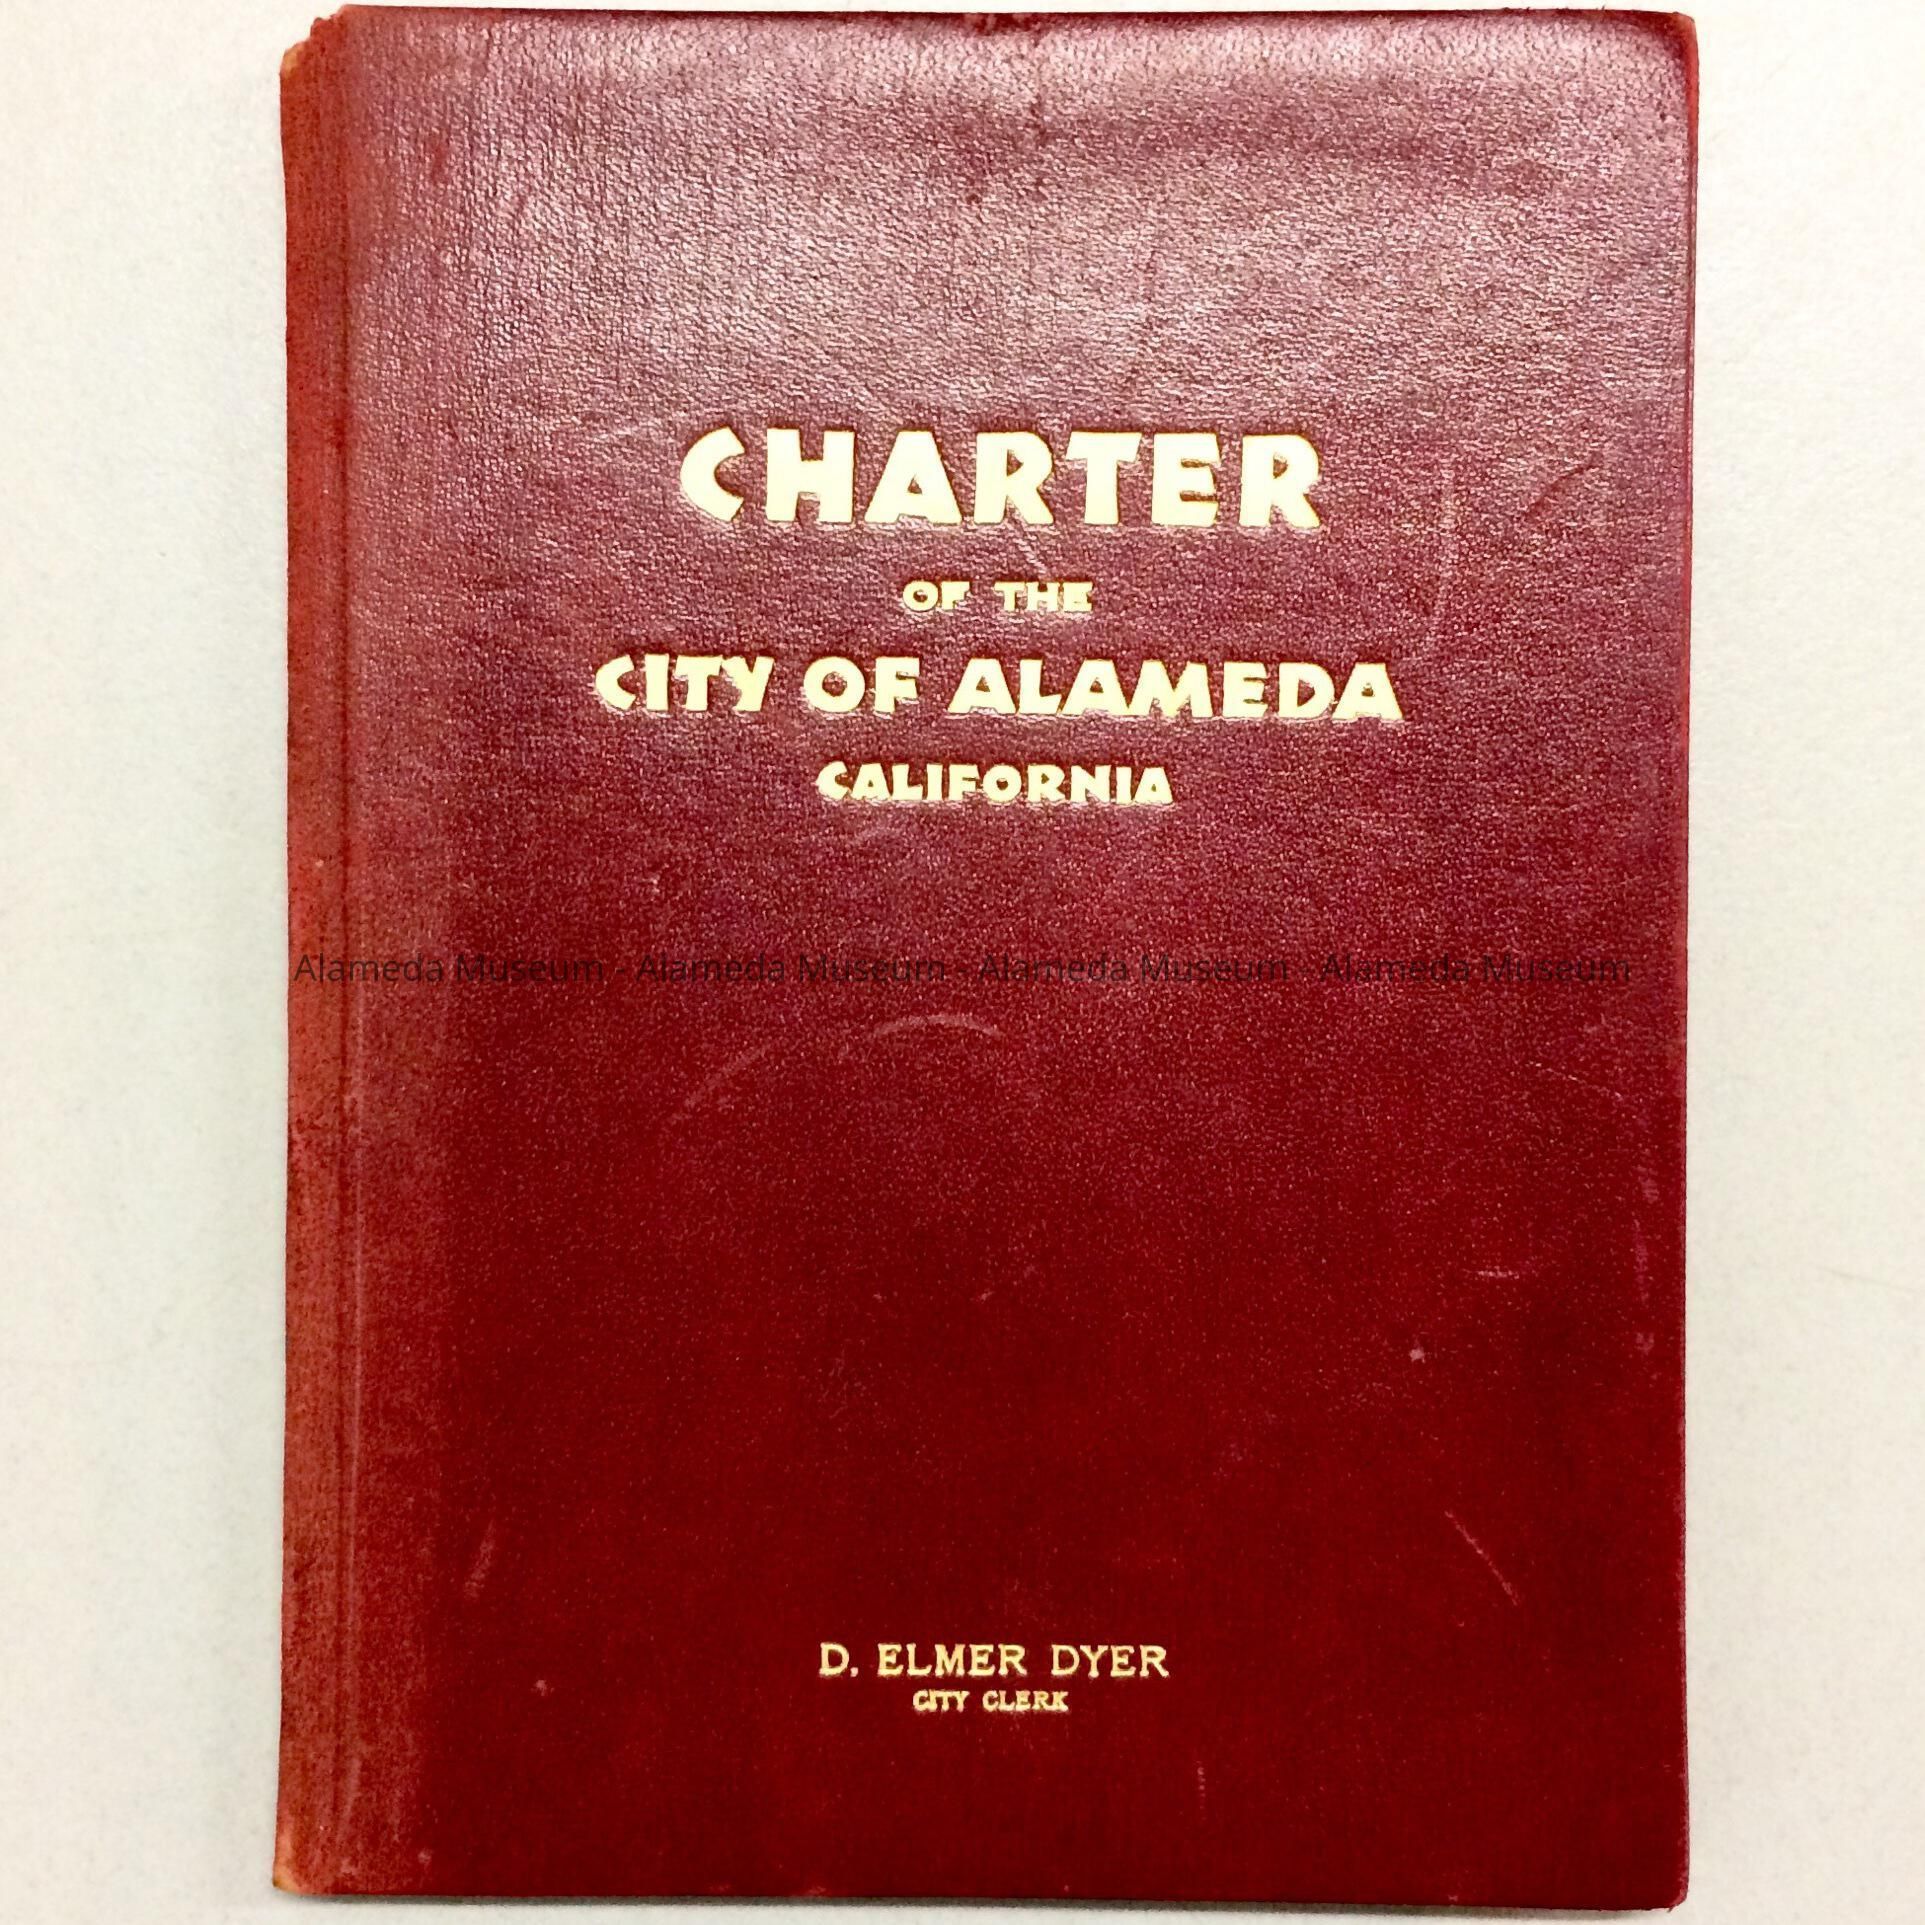 CHARTER
OF THE
CITY OF ALAMEDA
CALIFORNIA
Alameda Museum - Alameda Museum - Alameda Museum - Alameda Museum
D. ELMER DYER
CITY CLERK